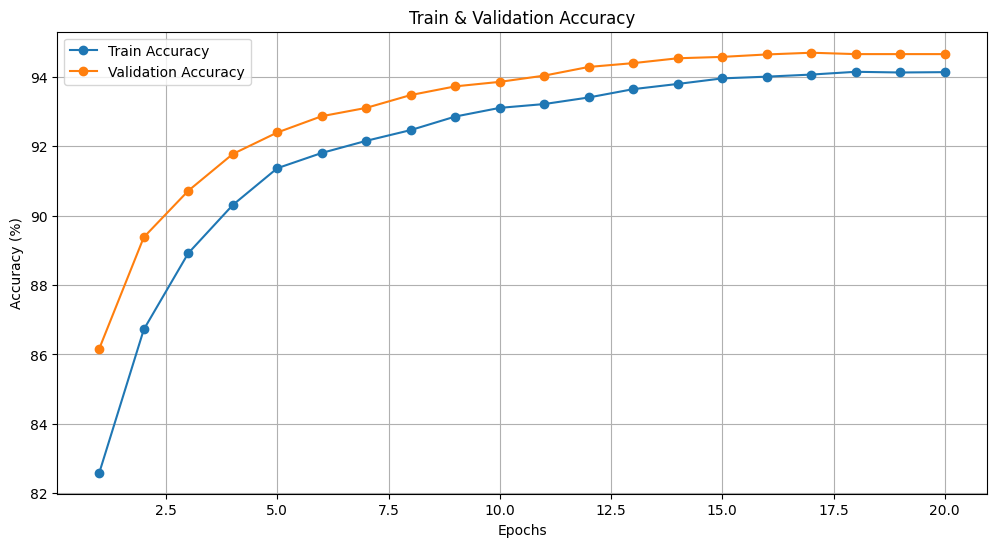 Train & Validation Accuracy
Train Accuracy
Validation Accuracy
Accuracy (%)
94
92
90
88
86
84
82
2.5 5.0 7.5 10.0 12.5 15.0 17.5 20.0
Epochs